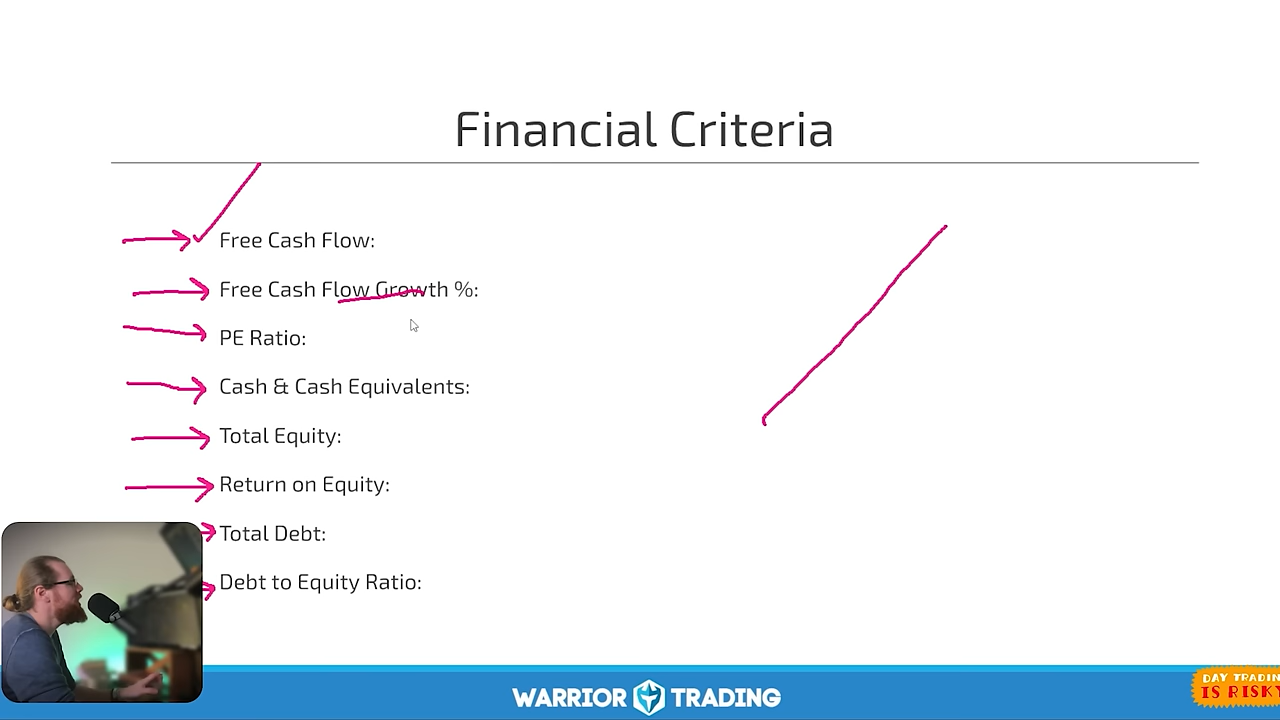 Financial Criteria
Free Cash Flow:
Free Cash Flow Growth %:
PE Ratio:
Cash & Cash Equivalents:
Total Equity:
Return on Equity:
Total Debt:
Debt to Equity Ratio:
WARRIOR TRADING
DAY TRADIN
IS RISKY